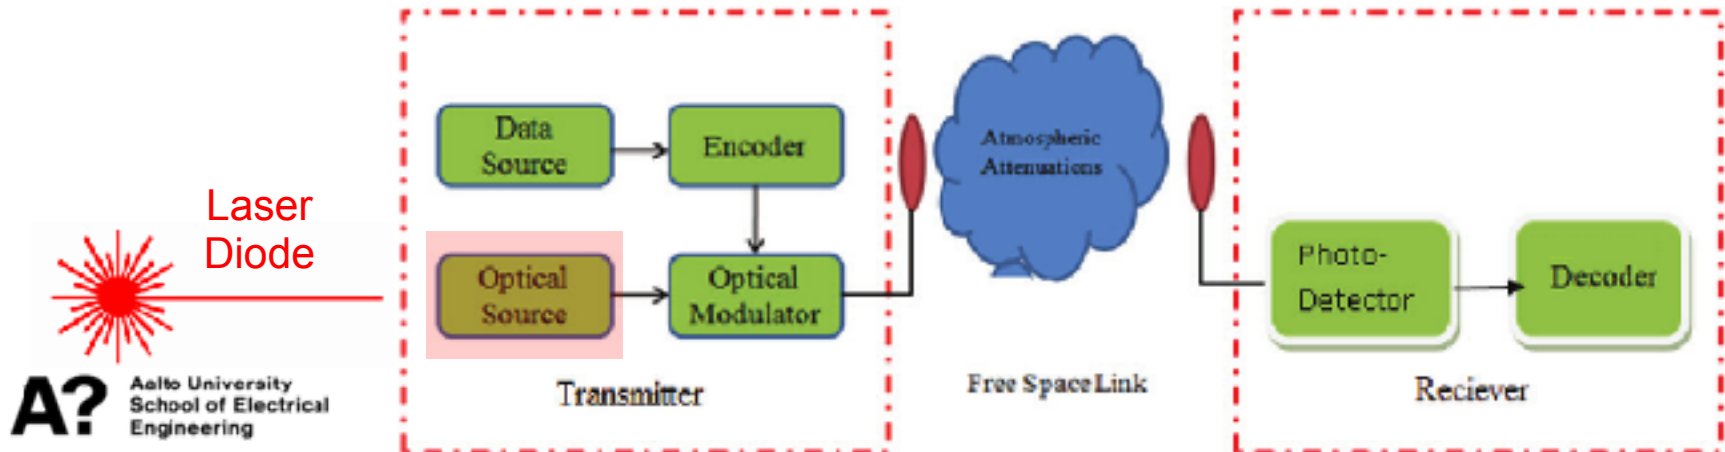 Laser
Diode
Aalto University
School of Electrical
Engineering
A?
Data
Source
Encoder
Optical
Source
Optical
Modulator
Transmitter
Atmospheric
Attenuations
Free Space Link
Photo-
Detector
Decoder
Reciever